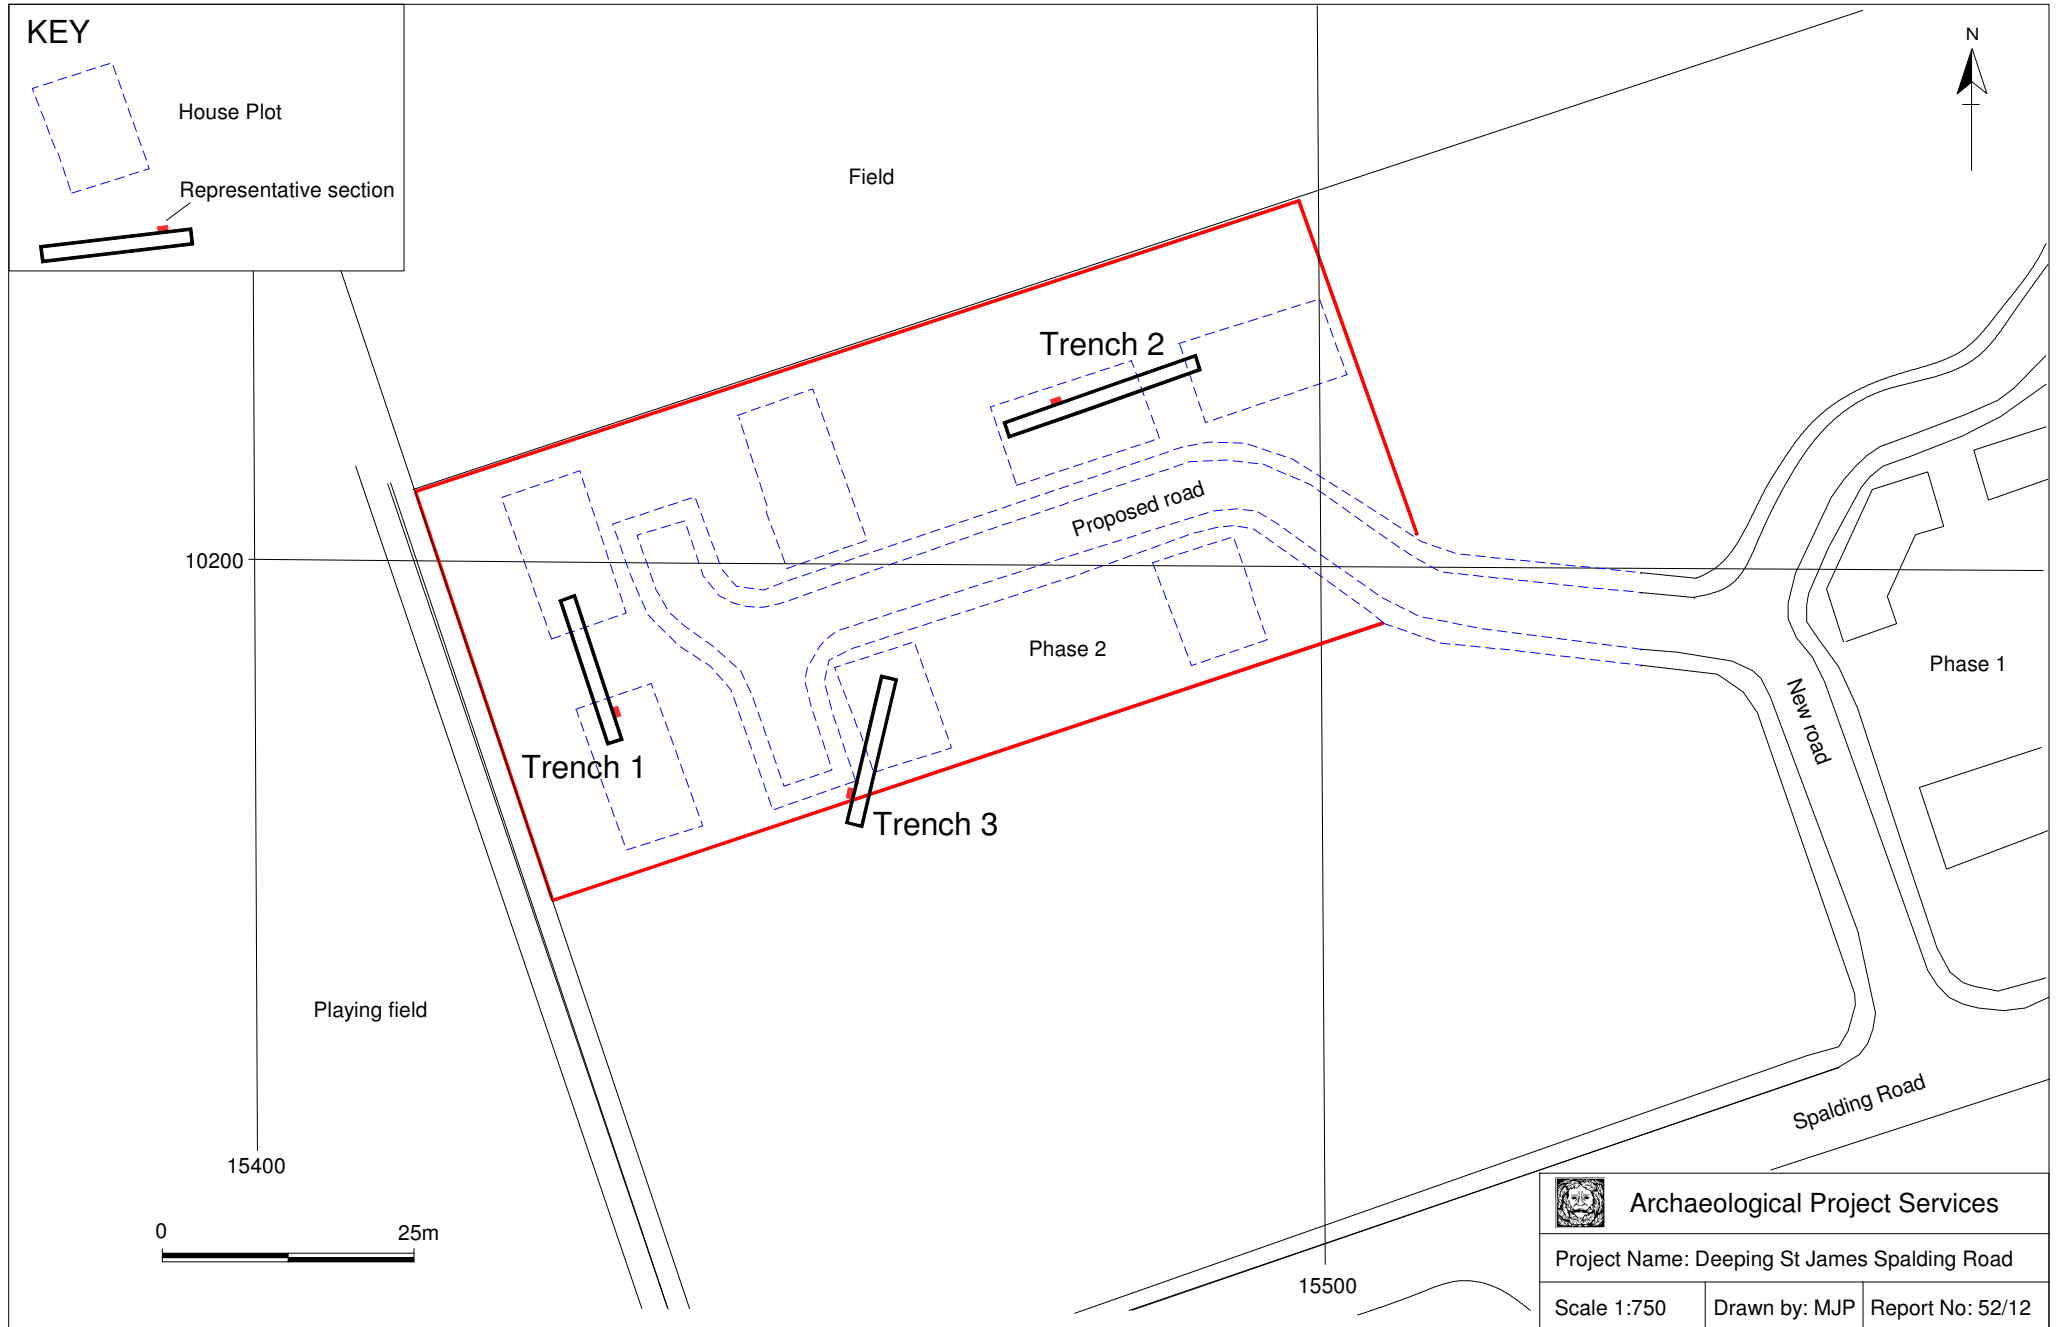 KEY
House Plot
Representative section
N
Field
Trench 2
Proposed road
10200
Phase 2
Phase 1
New road
Trench 1
Trench 3
Playing field
Spalding Road
15400
0 25m
15500
Archaeological Project Services
Project Name: Deeping St James Spalding Road
Scale 1:750 Drawn by: MJP Report No: 52/12